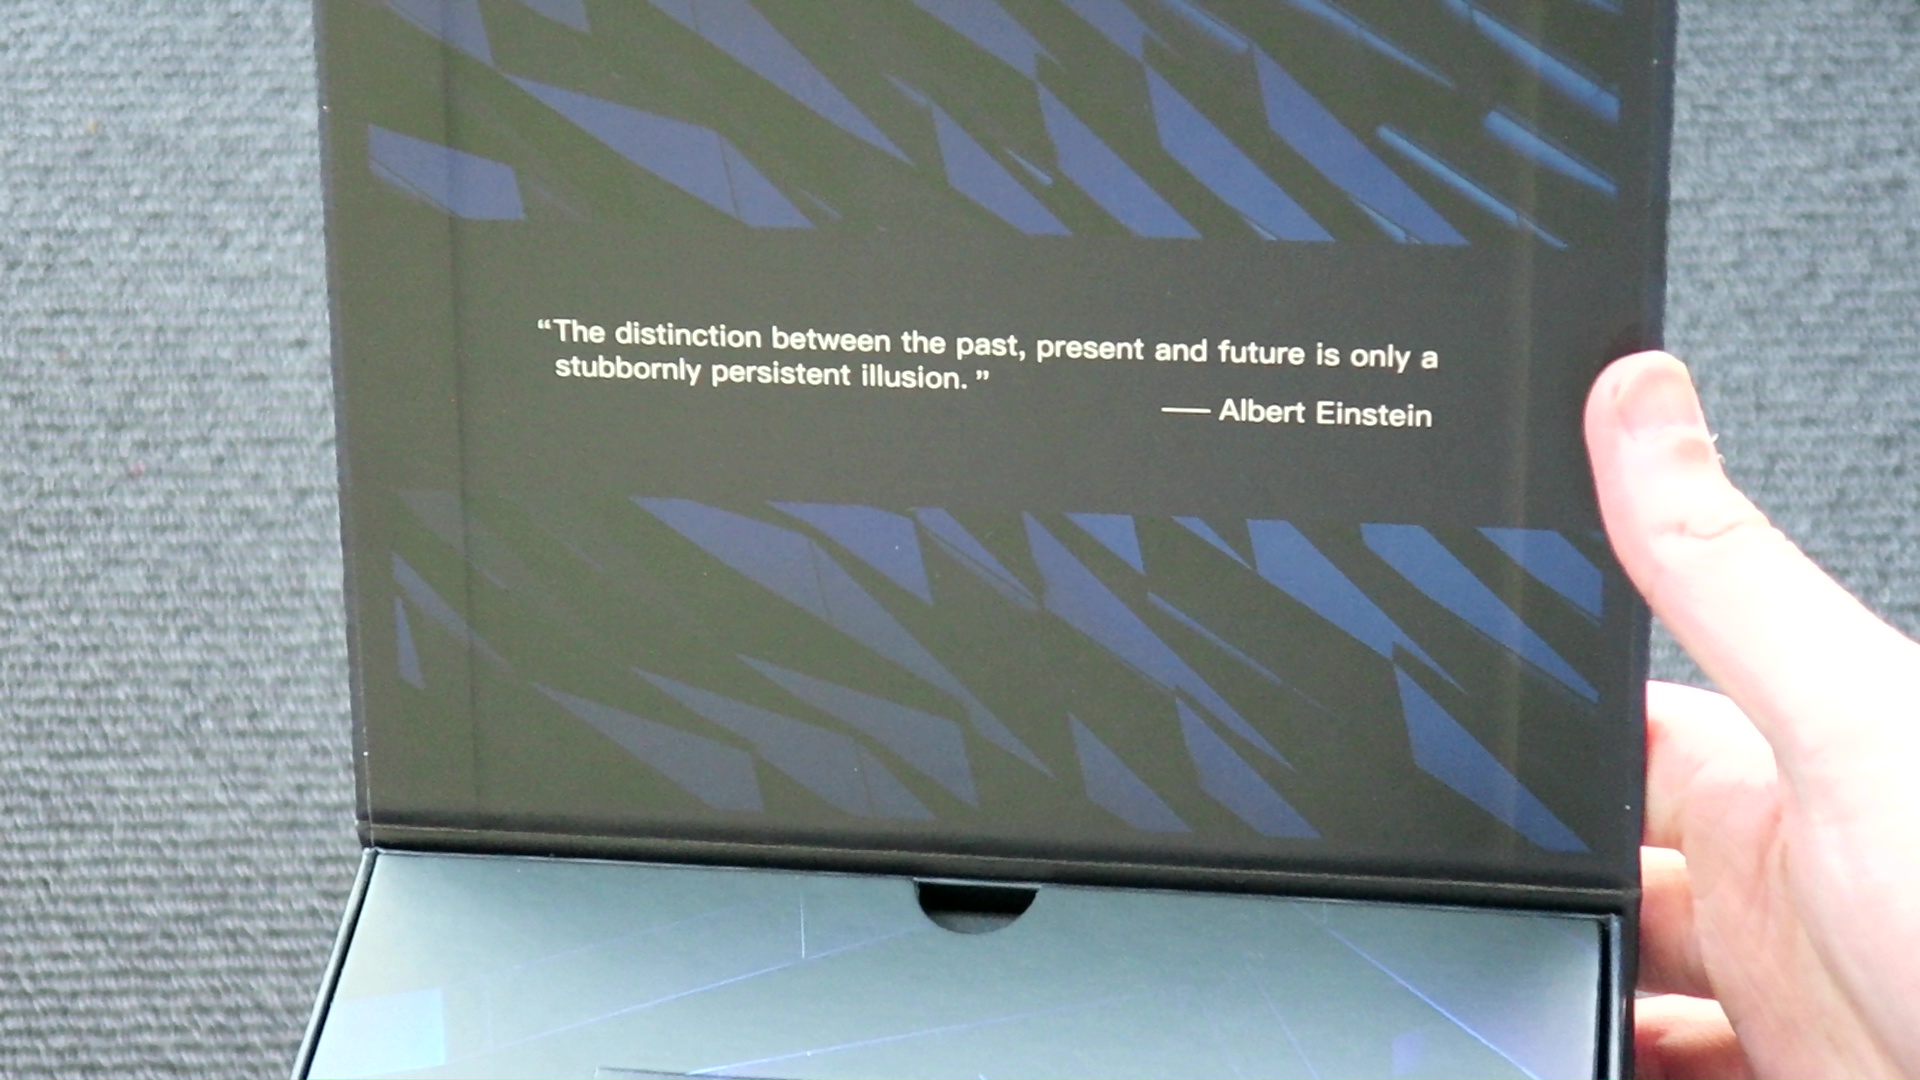 “The distinction between the past, present and future is only a
stubbornly persistent illusion. ”
—— Albert Einstein